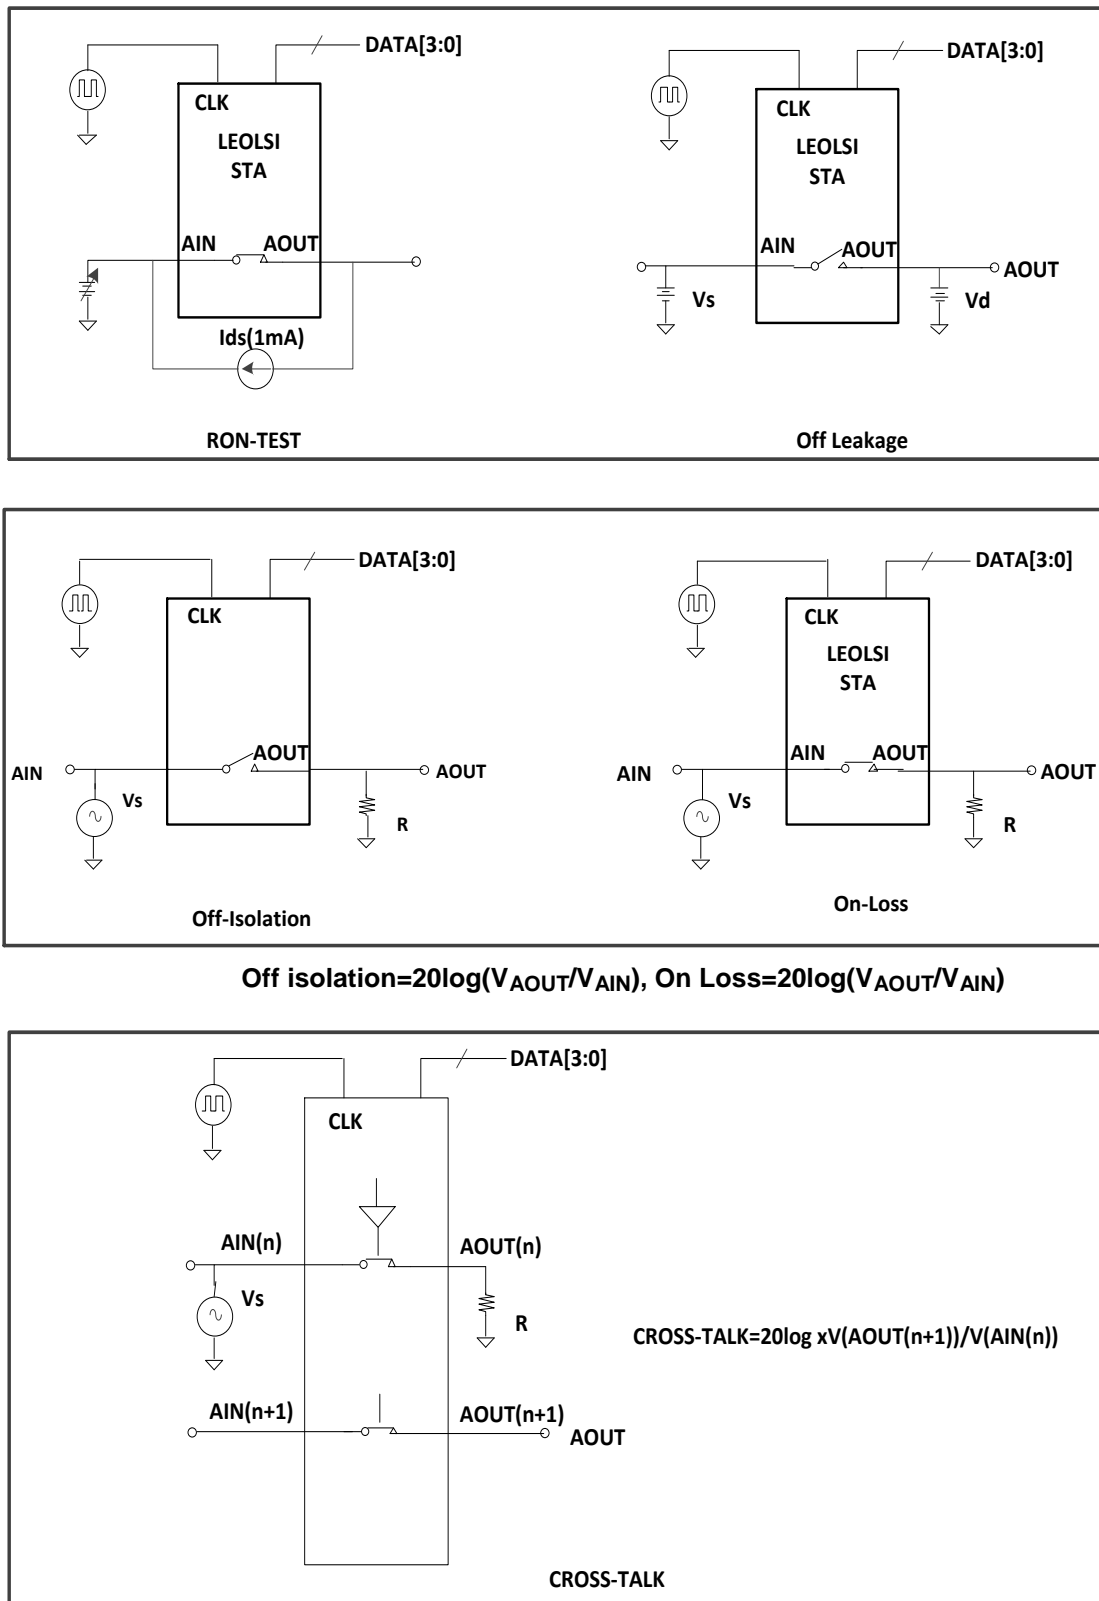 DATA[3:0]
CLK
LEOLSI
STA
AIN
AOUT
Ids(1mA)
RON-TEST
DATA[3:0]
CLK
LEOLSI
STA
AIN
AOUT
AOUT
Vs
Vd
Off Leakage
DATA[3:0]
CLK
AOUT
AIN
AOUT
Vs
R
Off-Isolation
DATA[3:0]
CLK
LEOLSI
STA
AIN
AOUT
AIN
AOUT
Vs
R
On-Loss
Off isolation=20log(VAOUT/VAIN), On Loss=20log(VAOUT/VAIN)
DATA[3:0]
CLK
AIN(n)
AOUT(n)
Vs
R
CROSS-TALK=20log xV(AOUT(n+1))/V(AIN(n))
AIN(n+1)
AOUT(n+1)
AOUT
CROSS-TALK